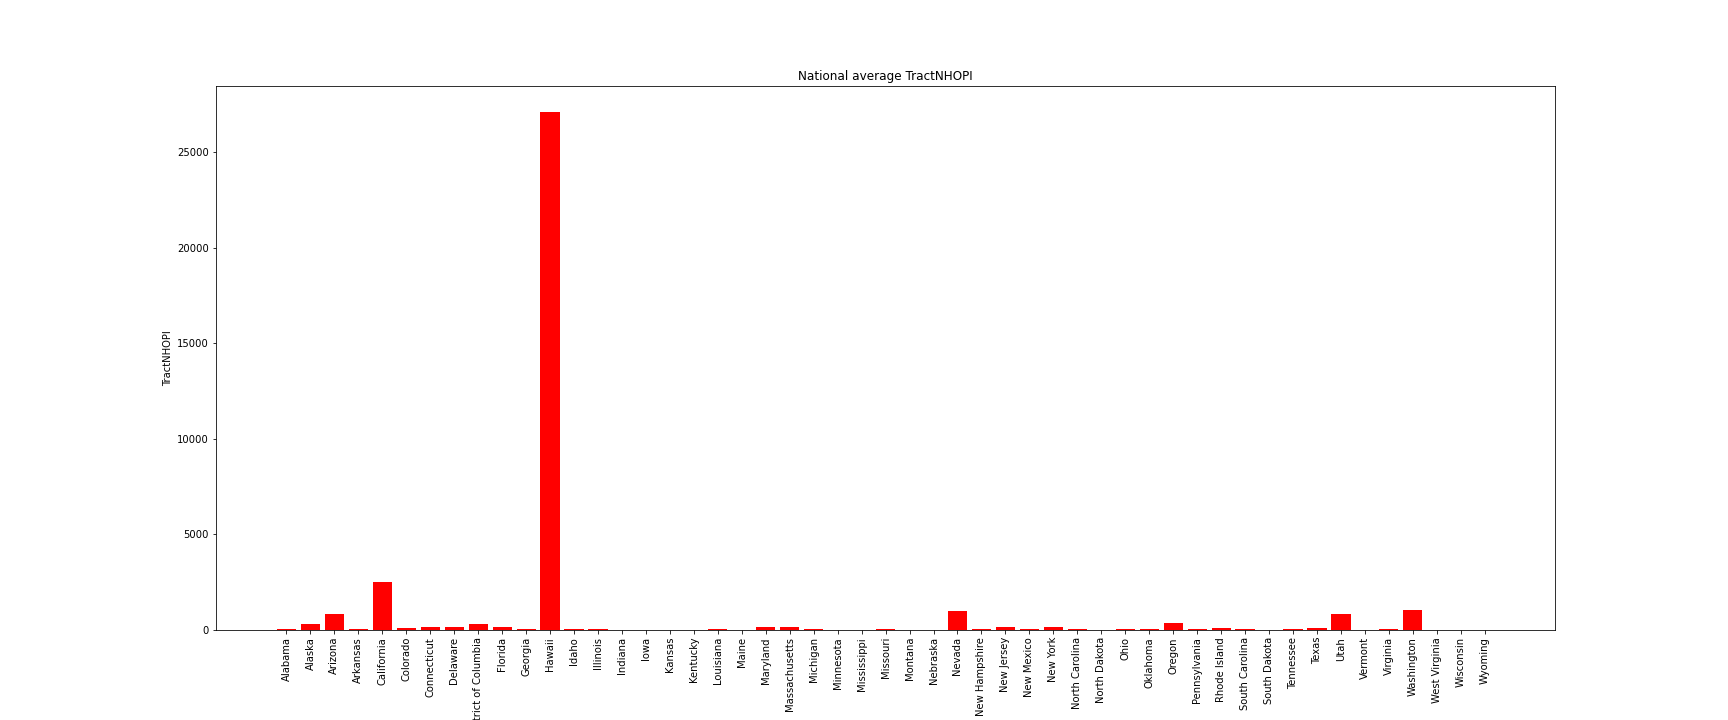 National average TractNHOPI
TractNHOPI
25000
20000
15000
10000
5000
0
Alabama
Alaska
Arizona
Arkansas
California
Colorado
Connecticut
Delaware
trict of Columbia
Florida
Georgia
Hawaii
Idaho
Illinois
Indiana
Iowa
Kansas
Kentucky
Louisiana
Maine
Maryland
Massachusetts
Michigan
Minnesota
Mississippi
Missouri
Montana
Nebraska
Nevada
New Hampshire
New Jersey
New Mexico
New York
North Carolina
North Dakota
Ohio
Oklahoma
Oregon
Pennsylvania
Rhode Island
South Carolina
South Dakota
Tennessee
Texas
Utah
Vermont
Virginia
Washington
West Virginia
Wisconsin
Wyoming